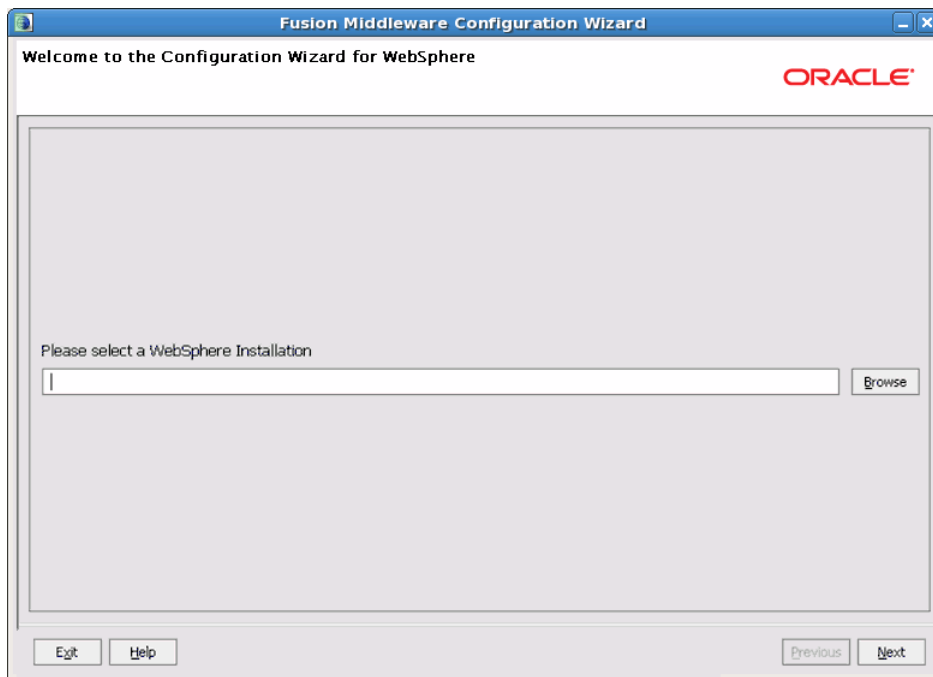 Fusion Middleware Configuration Wizard
Welcome to the Configuration Wizard for WebSphere
ORACLE
Please select a WebSphere Installation
Browse
Exit Help Previous Next